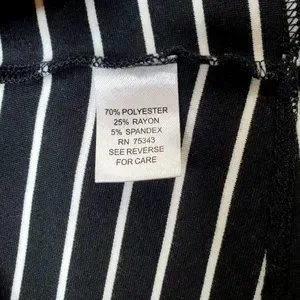 70% POLYESTER
25% RAYON
5% SPANDEX
RN 75343
SEE REVERSE
FOR CARE